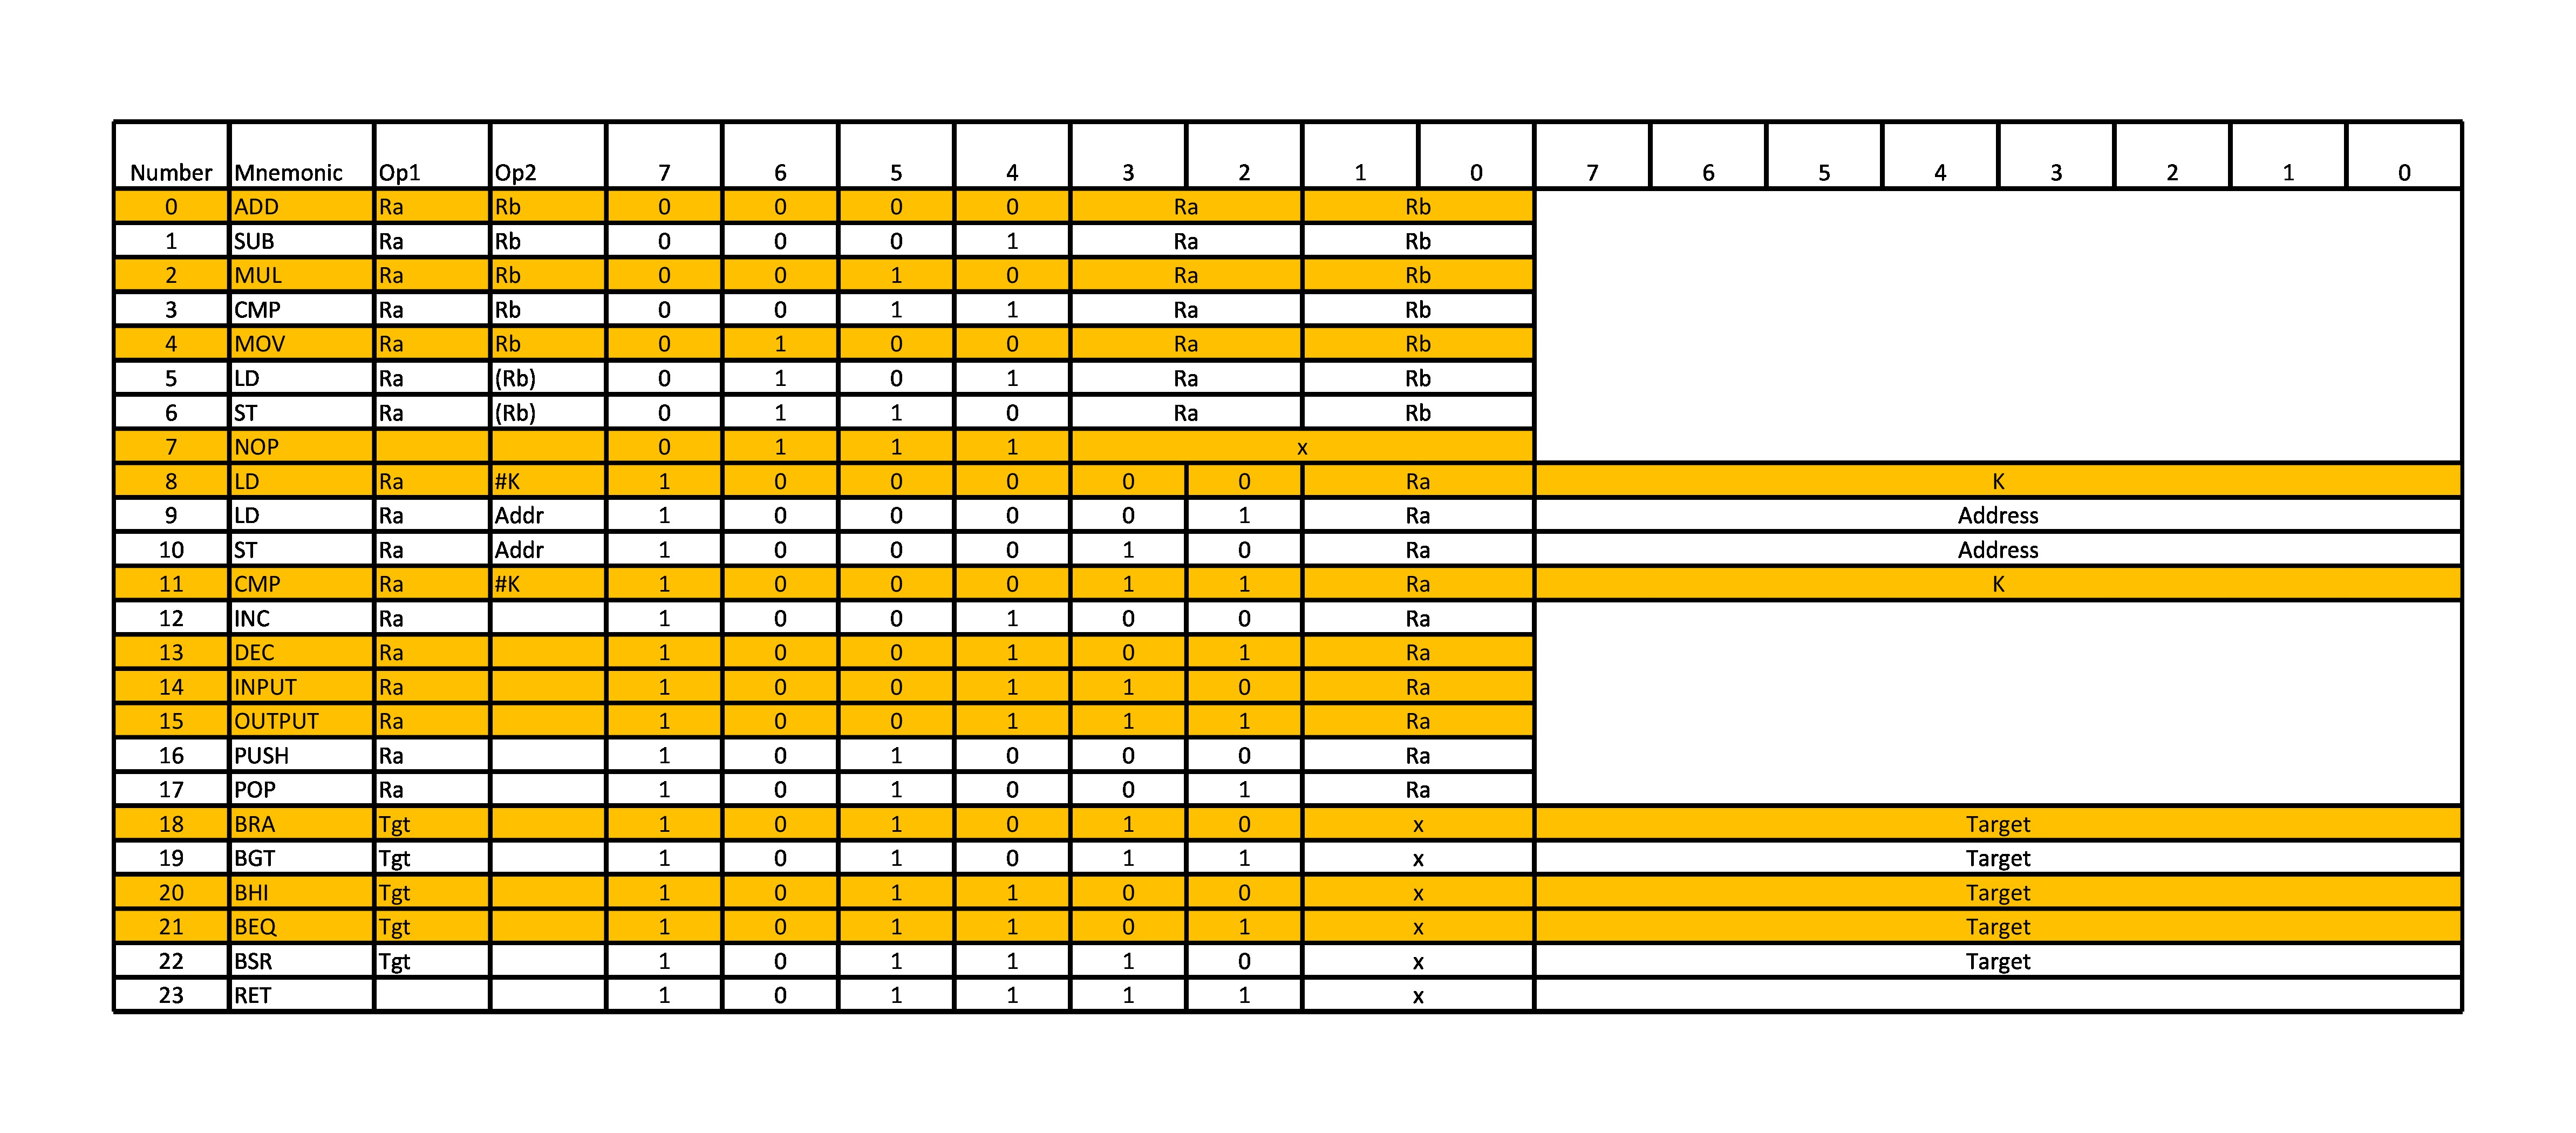 Number Mnemonic Op1 Op2 7 6 5 4 3 2 1 0 7 6 5 4 3 2 1 0
0 ADD Ra Rb 0 0 0 0 Ra Rb
1 SUB Ra Rb 0 0 0 1 Ra Rb
2 MUL Ra Rb 0 0 1 0 Ra Rb
3 CMP Ra Rb 0 0 1 1 Ra Rb
4 MOV Ra Rb 0 1 0 0 Ra Rb
5 LD Ra (Rb) 0 1 0 1 Ra Rb
6 ST Ra (Rb) 0 1 1 0 Ra Rb
7 NOP 0 1 1 1 x
8 LD Ra #K 1 0 0 0 0 0 Ra K
9 LD Ra Addr 1 0 0 0 0 1 Ra Address
10 ST Ra Addr 1 0 0 0 1 0 Ra Address
11 CMP Ra #K 1 0 0 0 1 1 Ra K
12 INC Ra 1 0 0 1 0 0 Ra
13 DEC Ra 1 0 0 1 0 1 Ra
14 INPUT Ra 1 0 0 1 1 0 Ra
15 OUTPUT Ra 1 0 0 1 1 1 Ra
16 PUSH Ra 1 0 1 0 0 0 Ra
17 POP Ra 1 0 1 0 0 1 Ra
18 BRA Tgt 1 0 1 0 1 0 x Target
19 BGT Tgt 1 0 1 0 1 1 x Target
20 BHI Tgt 1 0 1 1 0 0 x Target
21 BEQ Tgt 1 0 1 1 0 1 x Target
22 BSR Tgt 1 0 1 1 1 0 x Target
23 RET 1 0 1 1 1 1 x